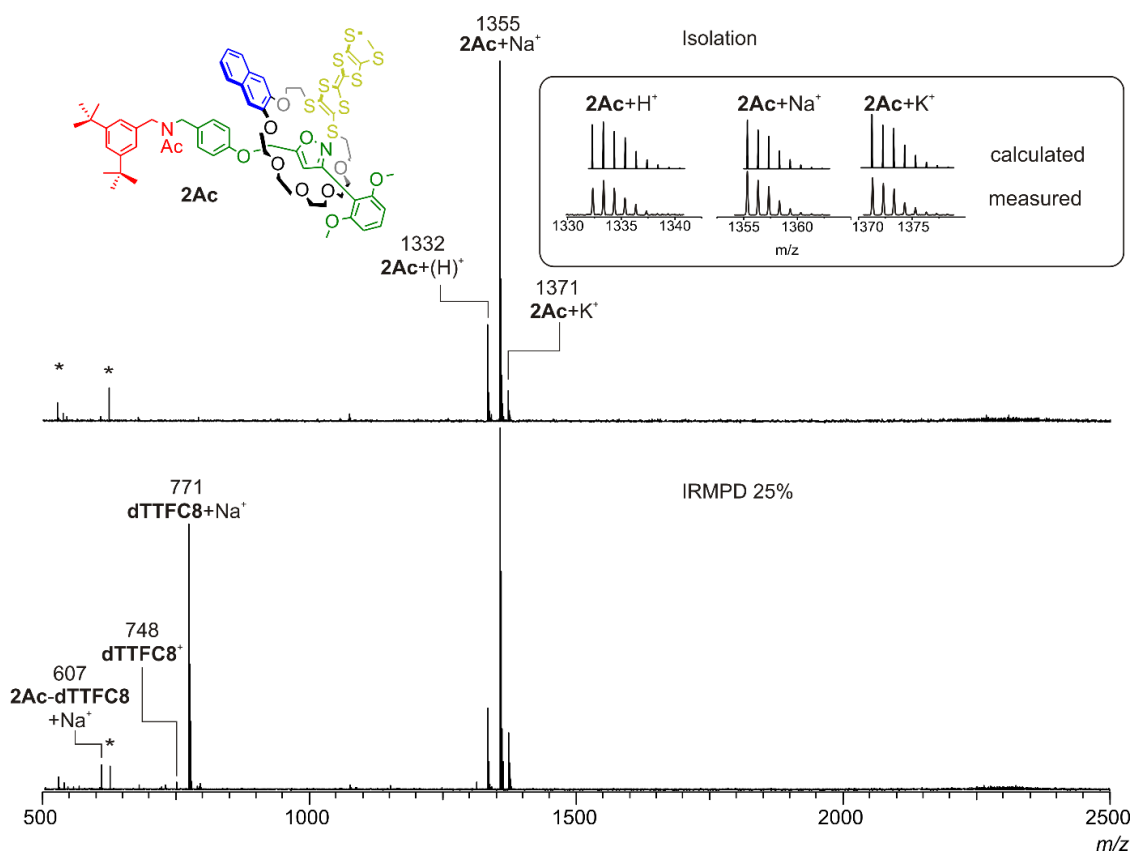 1355
2Ac+Na⁺
Isolation
S•
S
S
S
S
S
S
S
O
O
N
Ac
O
O
N
S
O
O
O
O
O
O
O
2Ac
2Ac+H⁺
2Ac+Na⁺
2Ac+K⁺
calculated
measured
1330 1335 1340
1355 1360
1370 1375
m/z
1332
2Ac+(H)⁺
1371
2Ac+K⁺
* *
IRMPD 25%
771
dTTFC8+Na⁺
748
dTTFC8⁺
607
2Ac-dTTFC8
+Na⁺
*
500 1000 1500 2000 2500
m/z